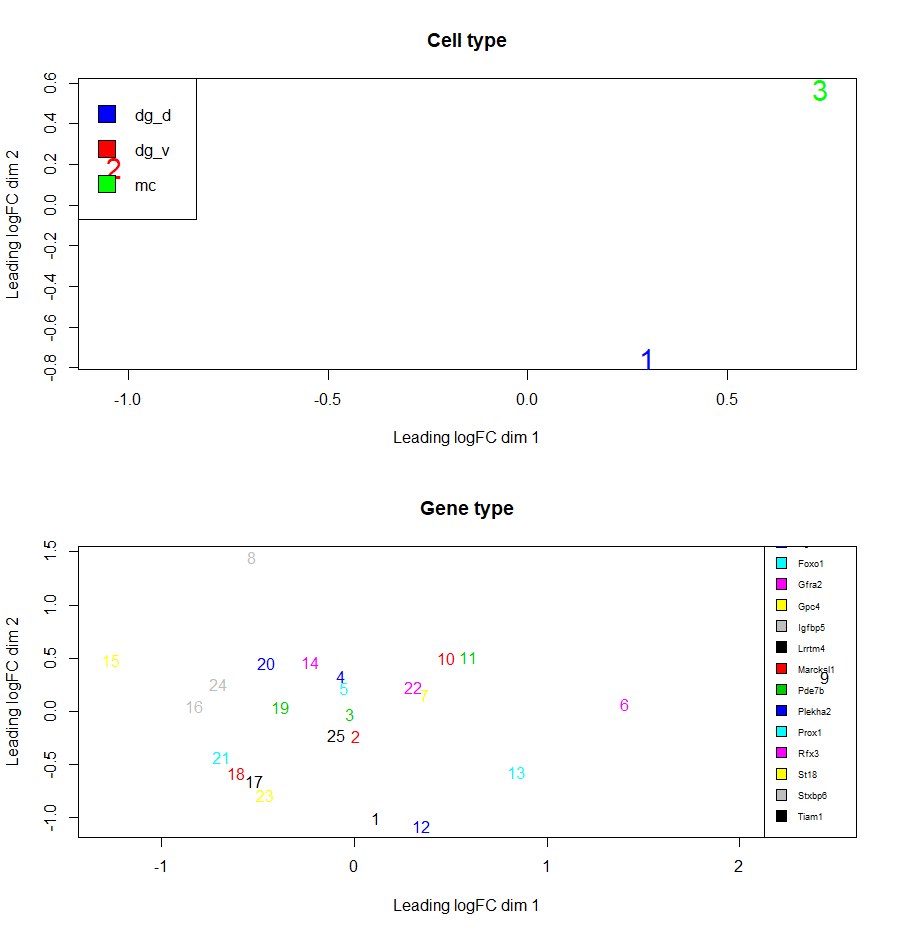 Cell type
Leading logFC dim 2
0.6
0.4
0.2
0.0
-0.2
-0.4
-0.6
-0.8
dg_d
dg_v
mc
2
3
1
-1.0 -0.5 0.0 0.5
Leading logFC dim 1
Gene type
Leading logFC dim 2
1.5
1.0
0.5
0.0
-0.5
-1.0
8
15
20
14
10
11
24
4
5
22
7
16
19
3
6
9
25
2
21
18
17
23
13
1
12
Foxo1
Gfra2
Gpc4
Igfbp5
Lrrtm4
Marcksl1
Pde7b
Plekha2
Prox1
Rfx3
St18
Stxbp6
Tiam1
-1 0 1 2
Leading logFC dim 1